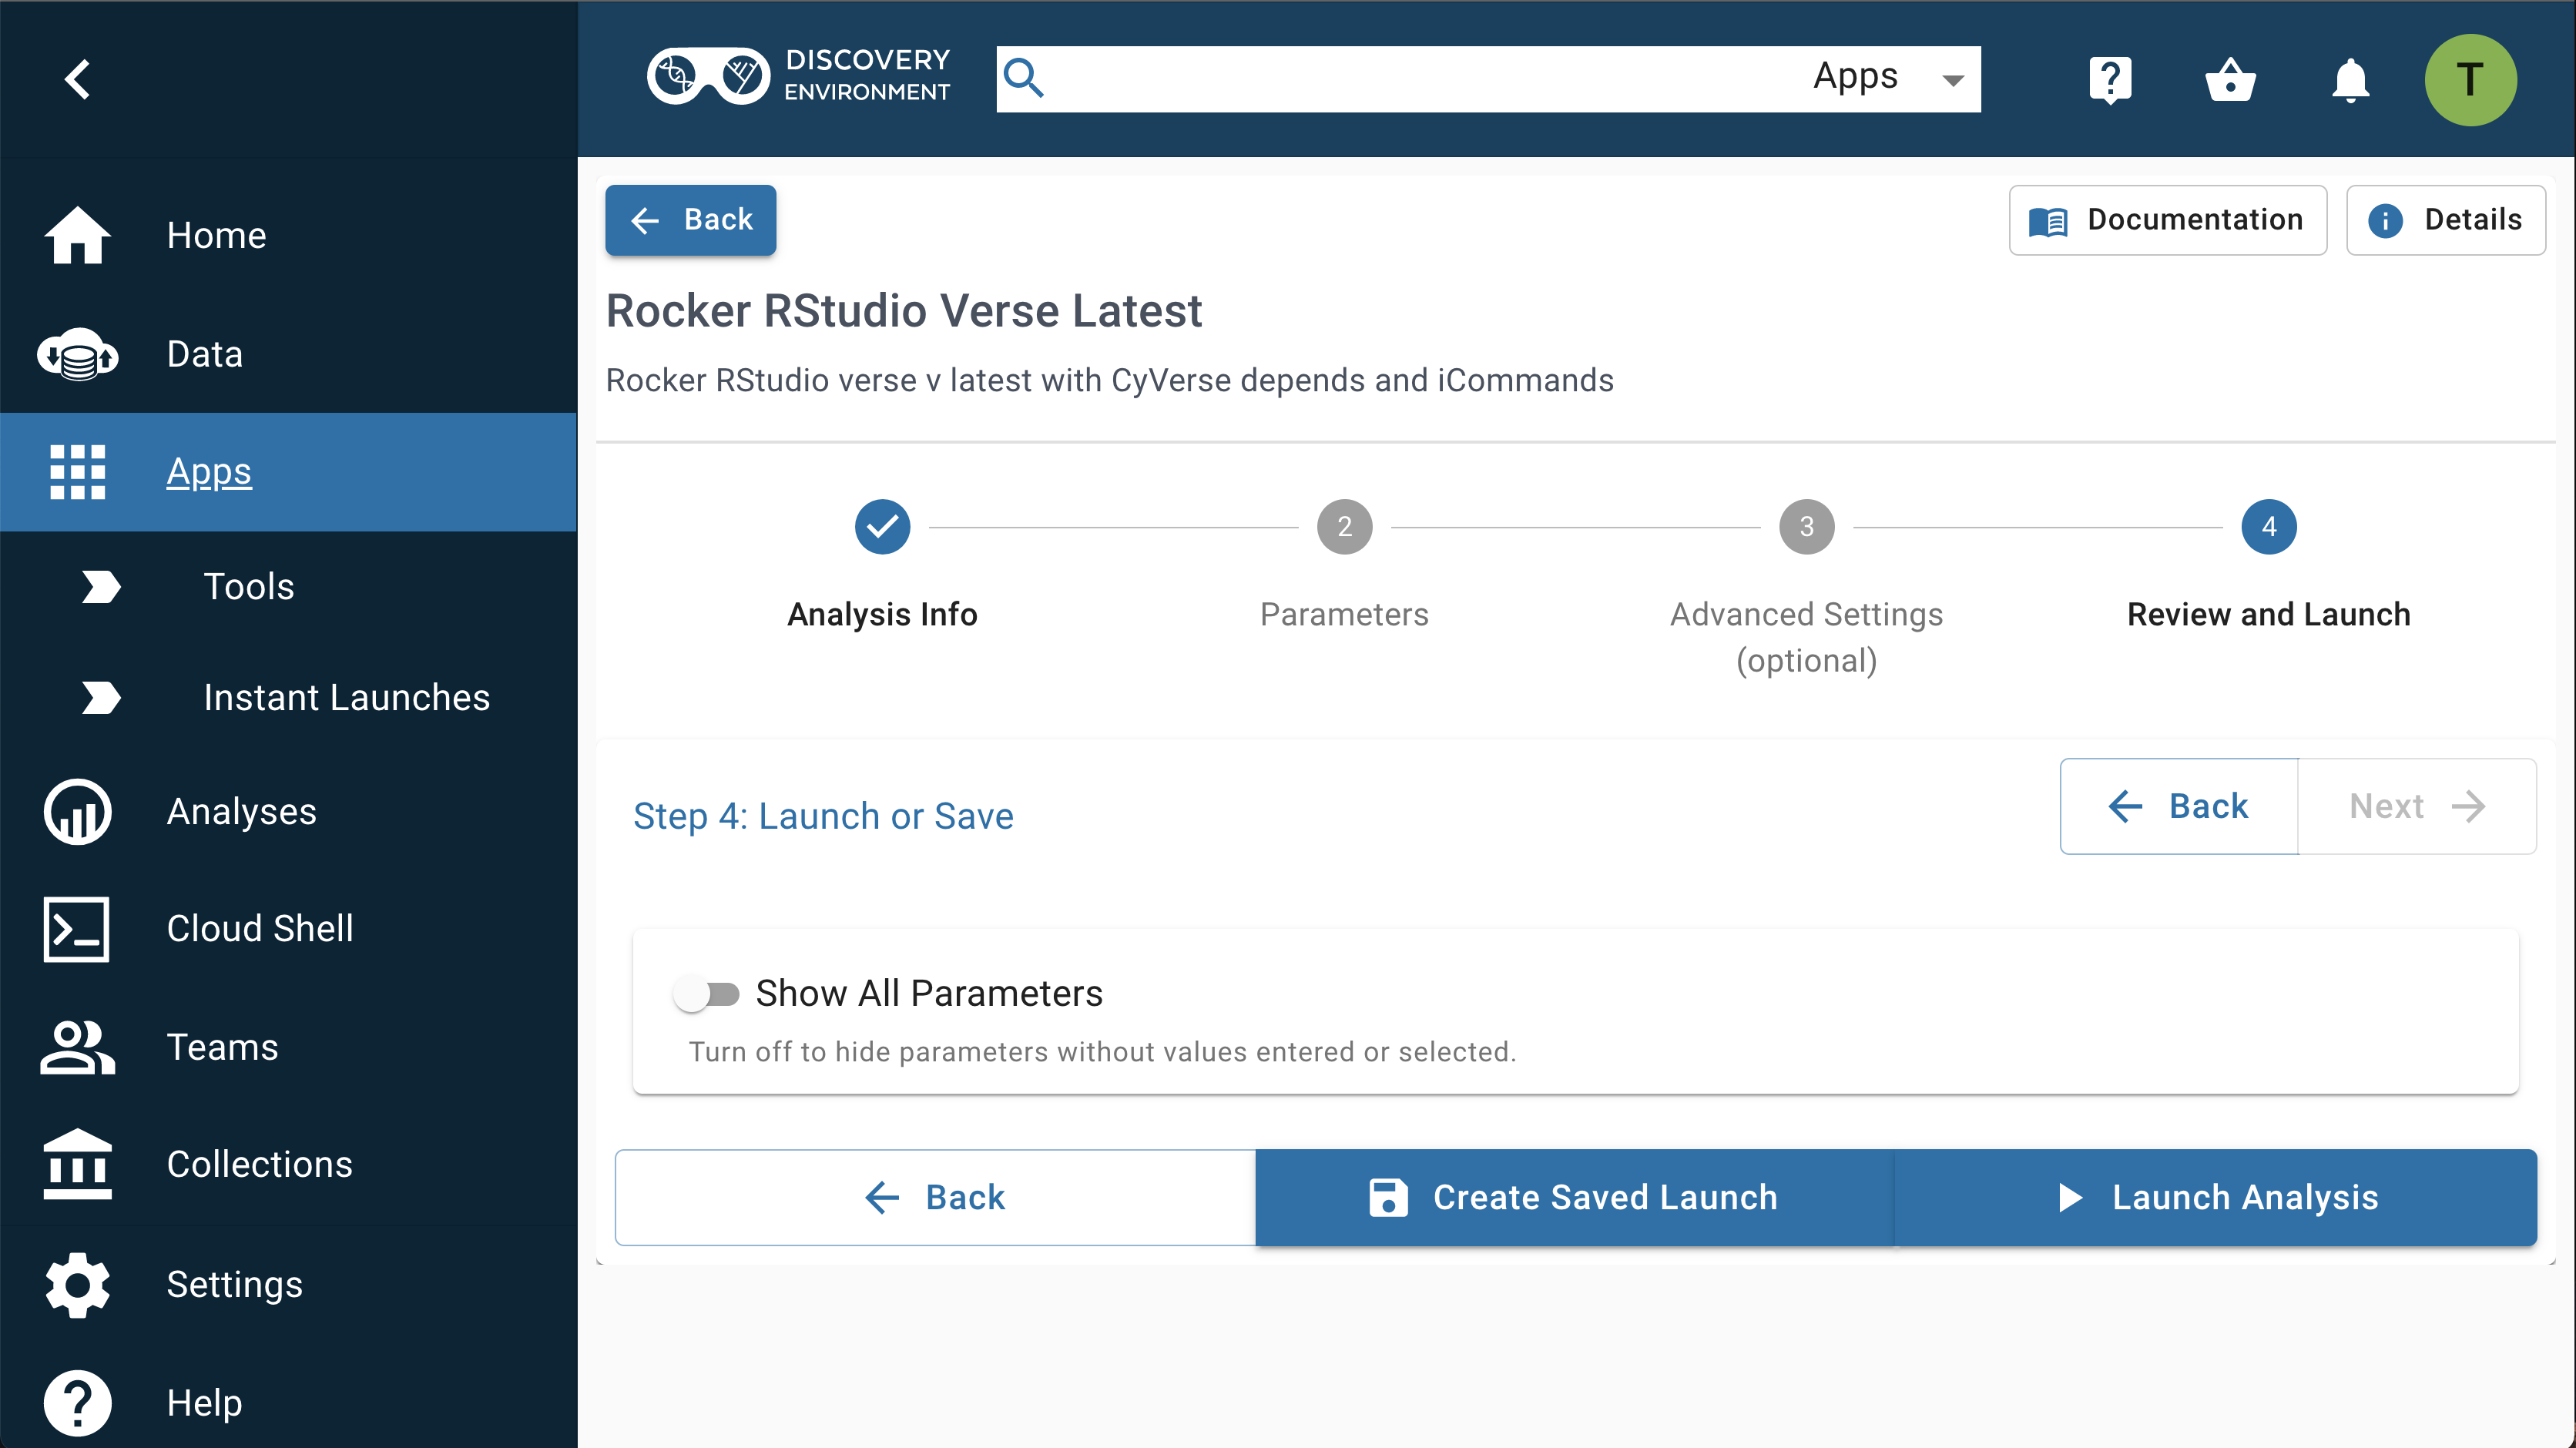 DISCOVERY
ENVIRONMENT
Apps
T
Home
Data
Apps
Tools
Instant Launches
Analyses
Cloud Shell
Teams
Collections
Settings
Help
Back
Documentation
Details
Rocker RStudio Verse Latest
Rocker RStudio verse v latest with CyVerse depends and iCommands
2
3
4
Analysis Info
Parameters
Advanced Settings
(optional)
Review and Launch
Step 4: Launch or Save
Back
Next
Show All Parameters
Turn off to hide parameters without values entered or selected.
Back
Create Saved Launch
Launch Analysis